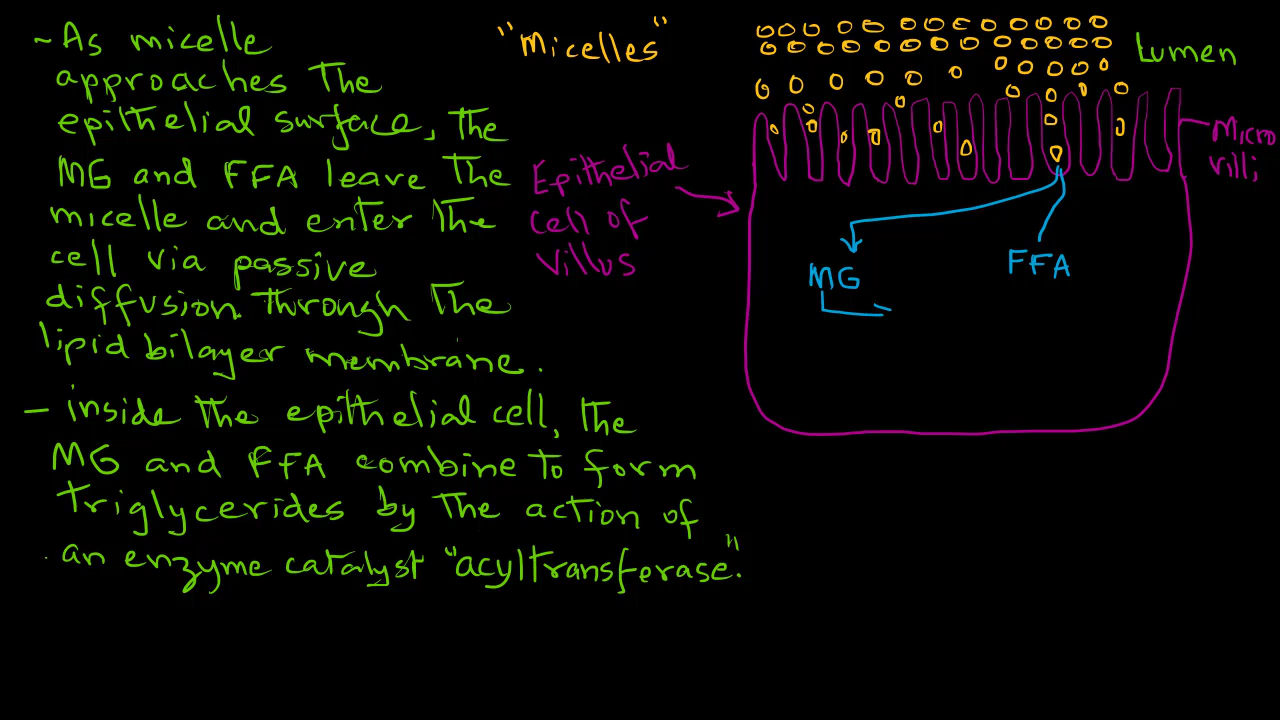 ~ As micelle
approaches The
epithelial surface, the
MG and FFA leave the
micelle and enter the
cell via passive
diffusion through The
lipid bilayer membrane.
- inside the epithelial cell, the
MG and FFA combine to form
Triglycerides by the action of
an enzyme catalyst "acyltransferase".
"Micelles"
Lumen
Micro
villi
Epithelial
cell of
villus
MG
FFA